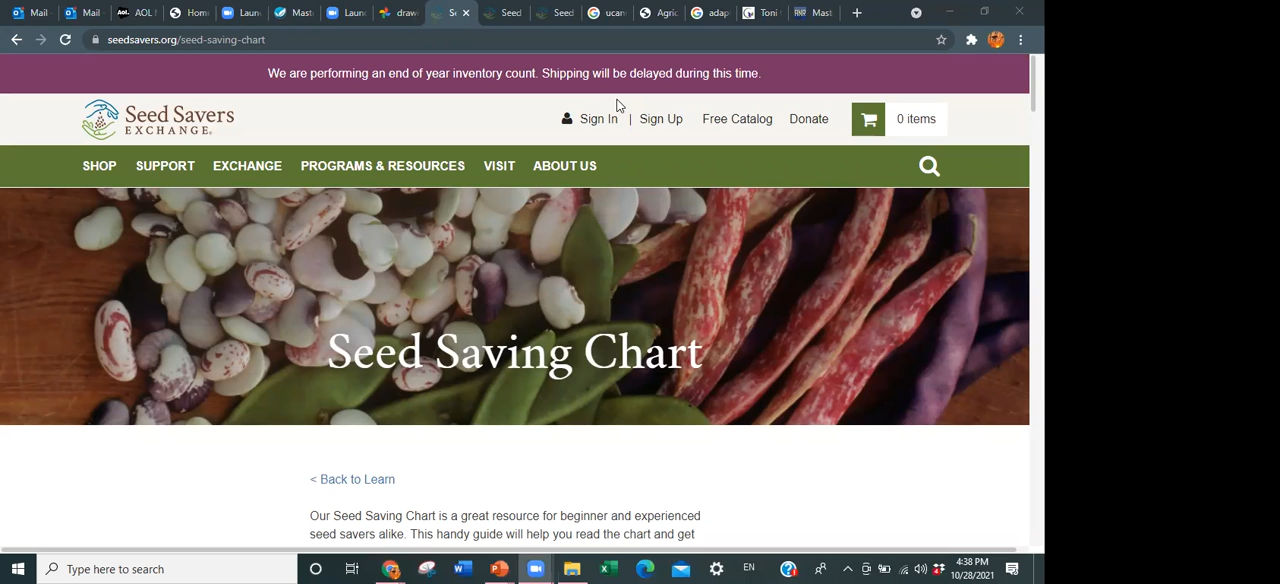 Mail
Mail
Aol. AOL
Hom
Laun
Mast
Laun
draw
Se
Seed
Seed
ucan
Agric
adap
Toni
RNR Mast
seedsavers.org/seed-saving-chart
We are performing an end of year inventory count. Shipping will be delayed during this time.
Seed Savers
EXCHANGE
Sign In | Sign Up Free Catalog Donate 0 items
SHOP SUPPORT EXCHANGE PROGRAMS & RESOURCES VISIT ABOUT US
Seed Saving Chart
< Back to Learn
Our Seed Saving Chart is a great resource for beginner and experienced
seed savers alike. This handy guide will help you read the chart and get
Type here to search
EN
4:38 PM
10/28/2021